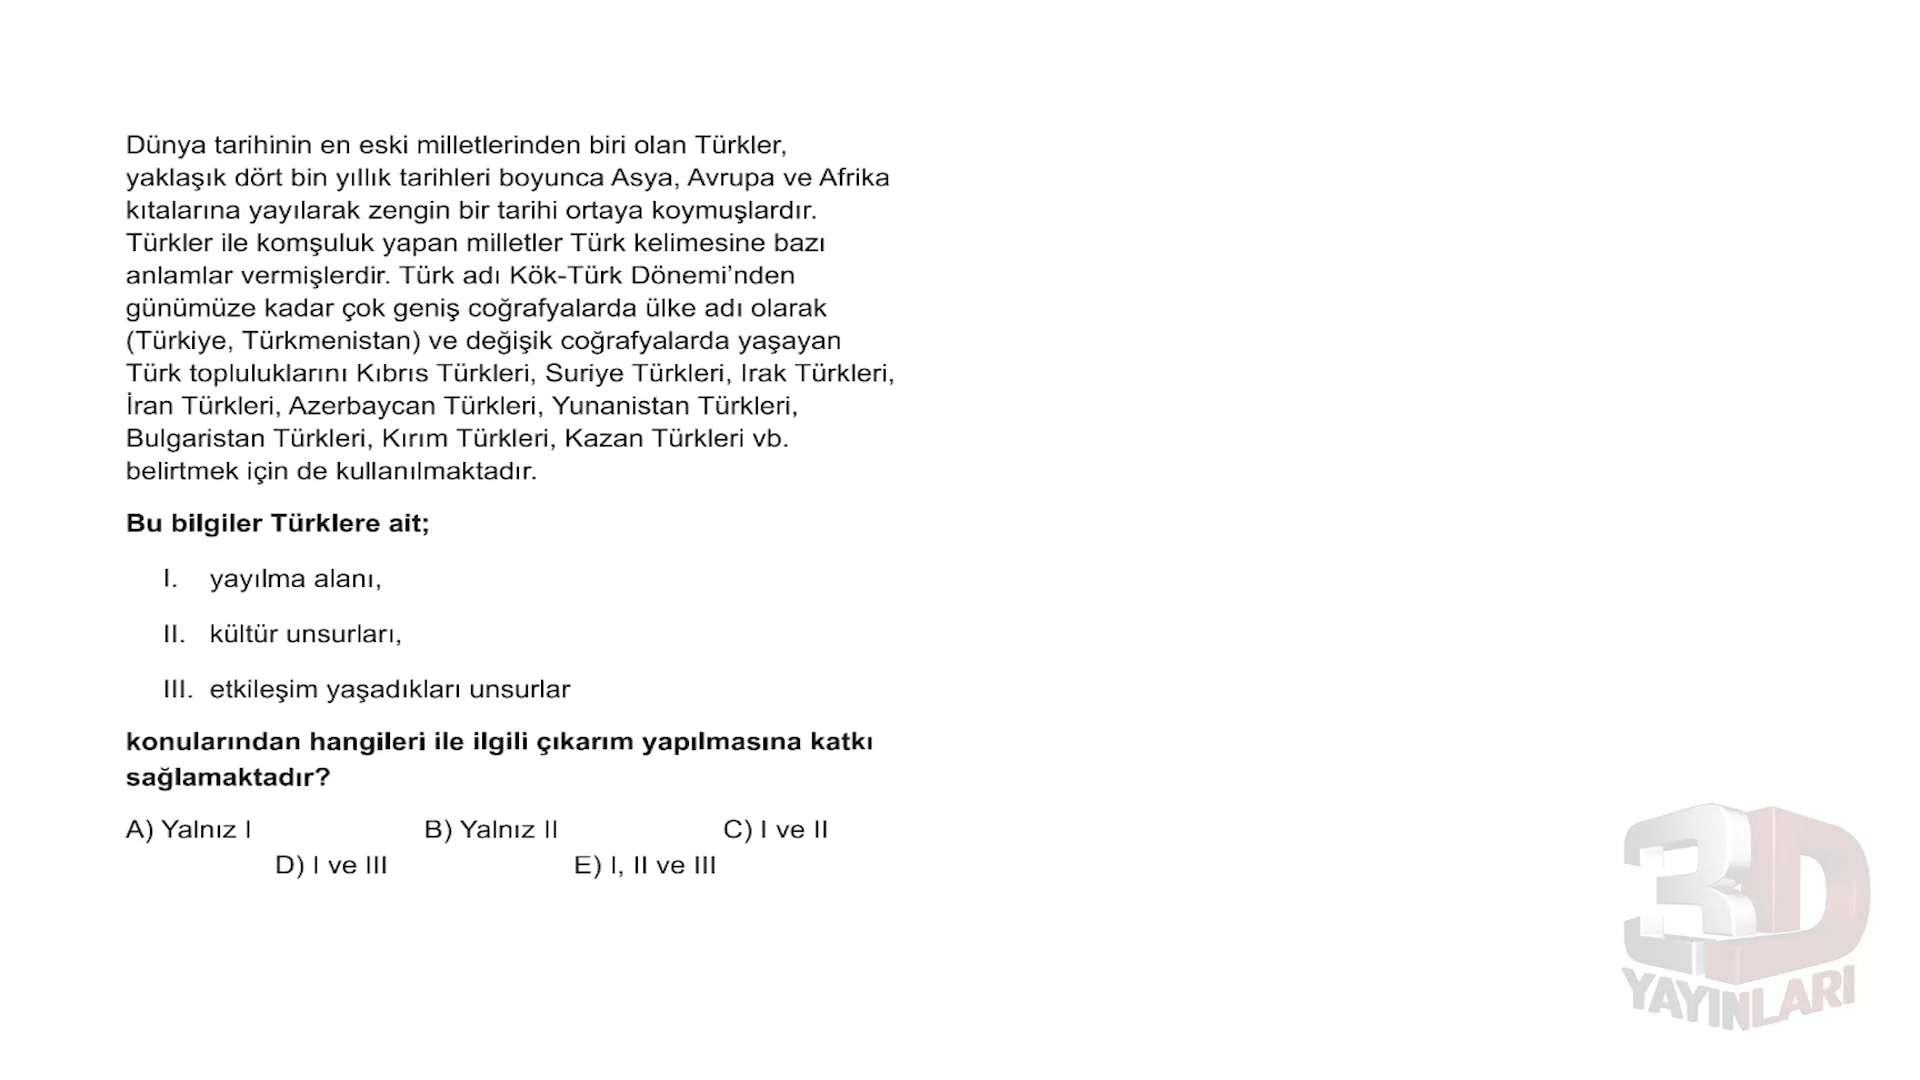 Dünya tarihinin en eski milletlerinden biri olan Türkler,
yaklaşık dört bin yıllık tarihleri boyunca Asya, Avrupa ve Afrika
kıtalarına yayılarak zengin bir tarihi ortaya koymuşlardır.
Türkler ile komşuluk yapan milletler Türk kelimesine bazı
anlamlar vermişlerdir. Türk adı Kök-Türk Dönemi’nden
günümüze kadar çok geniş coğrafyalarda ülke adı olarak
(Türkiye, Türkmenistan) ve değişik coğrafyalarda yaşayan
Türk topluluklarını Kıbrıs Türkleri, Suriye Türkleri, Irak Türkleri,
İran Türkleri, Azerbaycan Türkleri, Yunanistan Türkleri,
Bulgaristan Türkleri, Kırım Türkleri, Kazan Türkleri vb.
belirtmek için de kullanılmaktadır.
Bu bilgiler Türklere ait;
I. yayılma alanı,
II. kültür unsurları,
III. etkileşim yaşadıkları unsurlar
konularından hangileri ile ilgili çıkarım yapılmasına katkı
sağlamaktadır?
A) Yalnız I B) Yalnız II C) I ve II
D) I ve III E) I, II ve III
3D
YAYINLARI